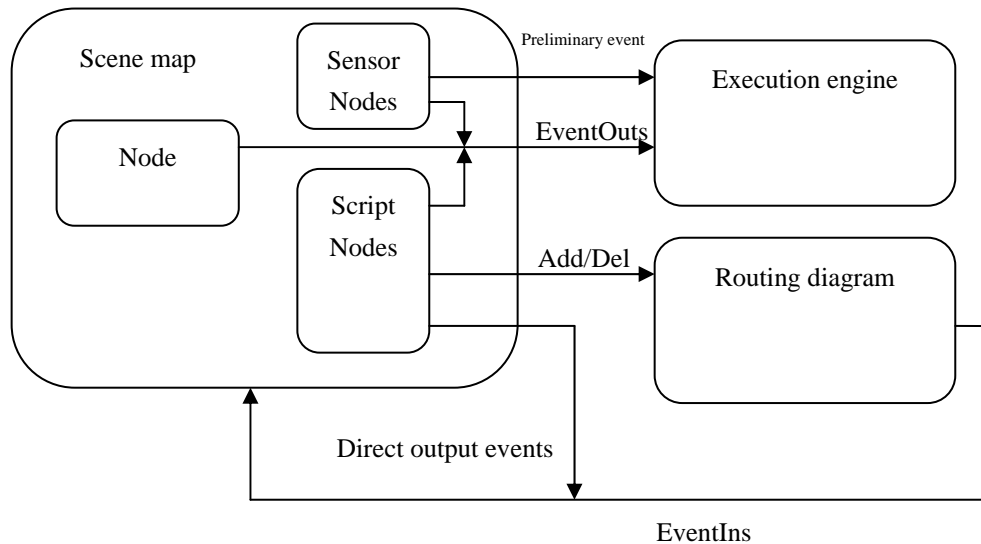 Scene map
Sensor
Nodes
Preliminary event
Execution engine
Node
EventOuts
Script
Nodes
Add/Del
Routing diagram
Direct output events
EventIns